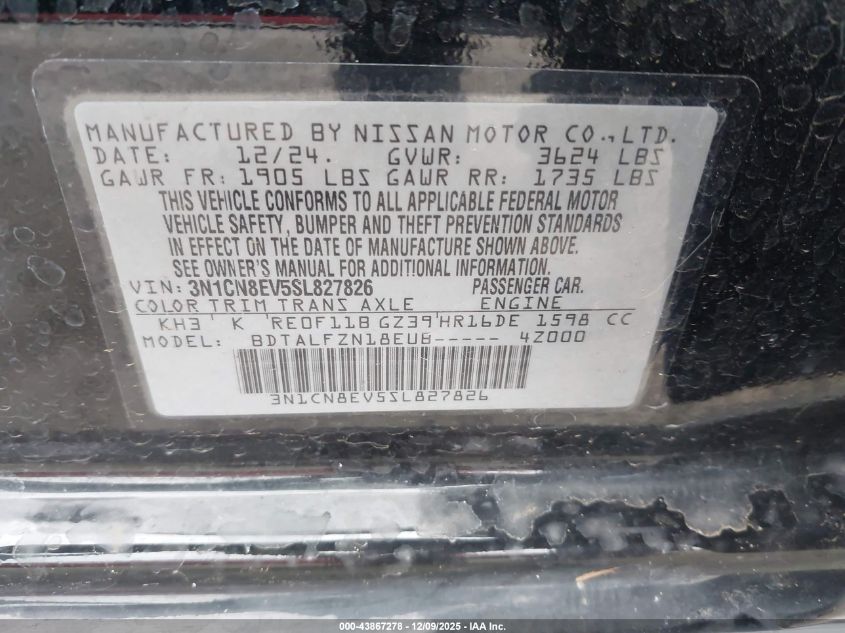 MANUFACTURED BY NISSAN MOTOR CO., LTD.
DATE: 12/24. GVWR: 3624 LBS
GAWR FR: 1905 LBS GAWR RR: 1735 LBS
THIS VEHICLE CONFORMS TO ALL APPLICABLE FEDERAL MOTOR
VEHICLE SAFETY, BUMPER AND THEFT PREVENTION STANDARDS
IN EFFECT ON THE DATE OF MANUFACTURE SHOWN ABOVE.
SEE OWNER'S MANUAL FOR ADDITIONAL INFORMATION.
VIN: 3N1CN8EV5SL827826 PASSENGER CAR.
COLOR TRIM TRANS AXLE ENGINE
KH3 K RE0F11B GZ39 HR16DE 1598 CC
MODEL: BDTALFZN18EUB----- 4Z000
3N1CN8EV5SL827826
000-43867278 - 12/09/2025 - IAA Inc.